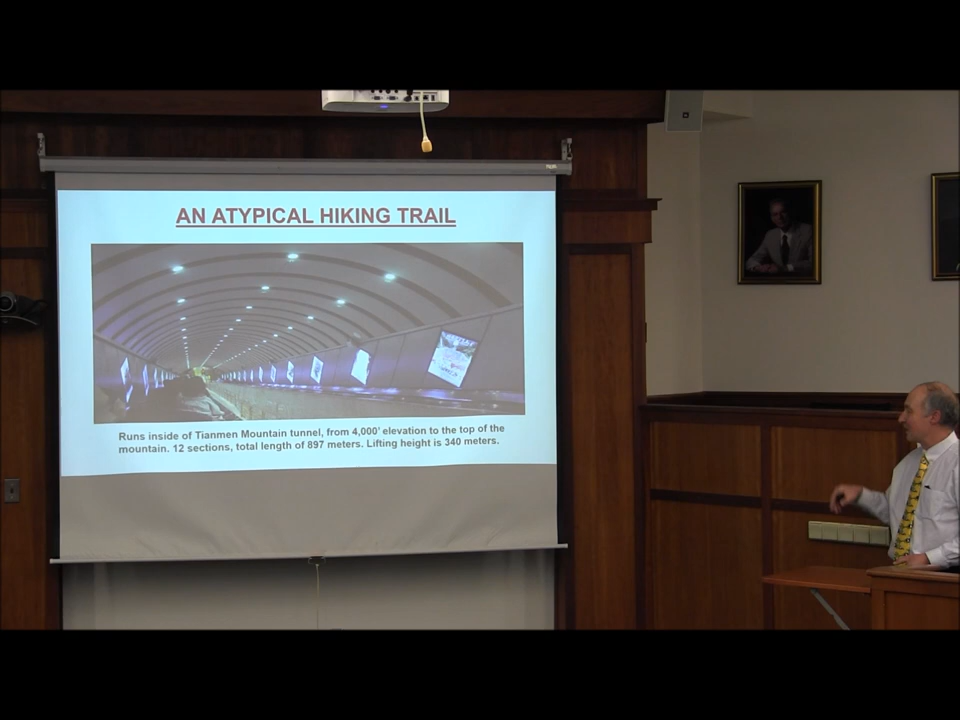 AN ATYPICAL HIKING TRAIL
Runs inside of Tianmen Mountain tunnel, from 4,000' elevation to the top of the
mountain. 12 sections, total length of 897 meters. Lifting height is 340 meters.